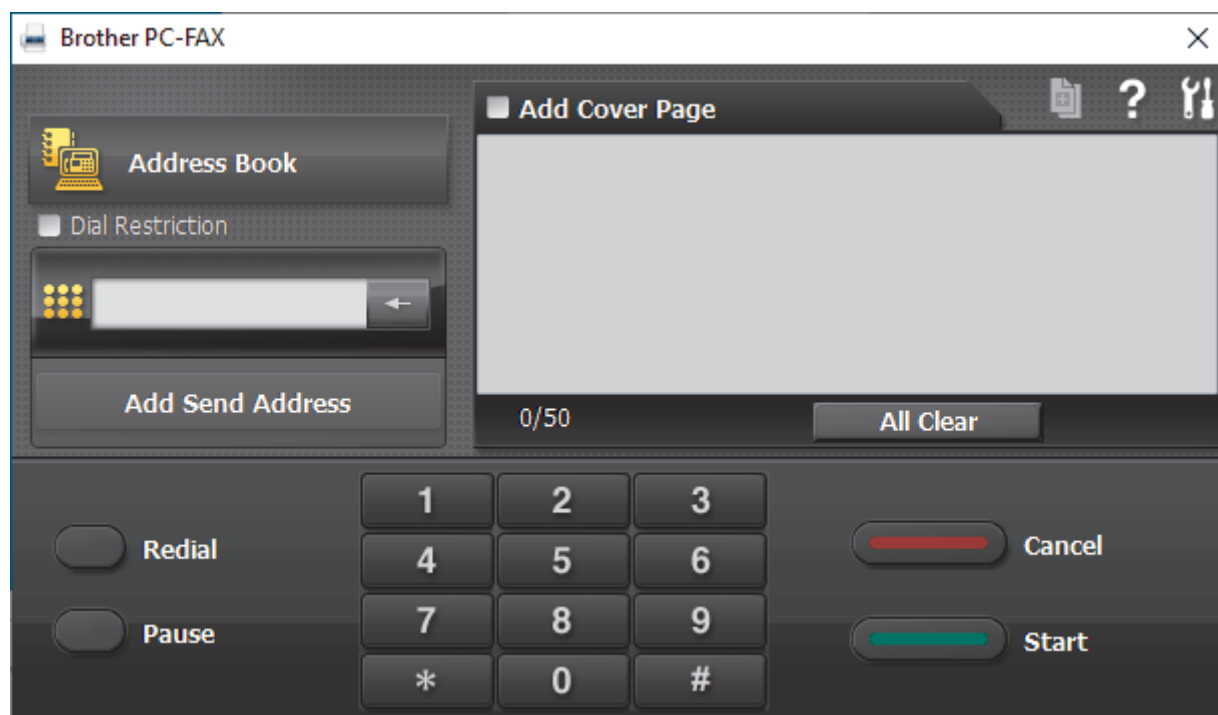 Brother PC-FAX
Add Cover Page
?
Address Book
Dial Restriction
Add Send Address
0/50
All Clear
1 2 3
Redial
4 5 6
Cancel
Pause
7 8 9
Start
* 0 #